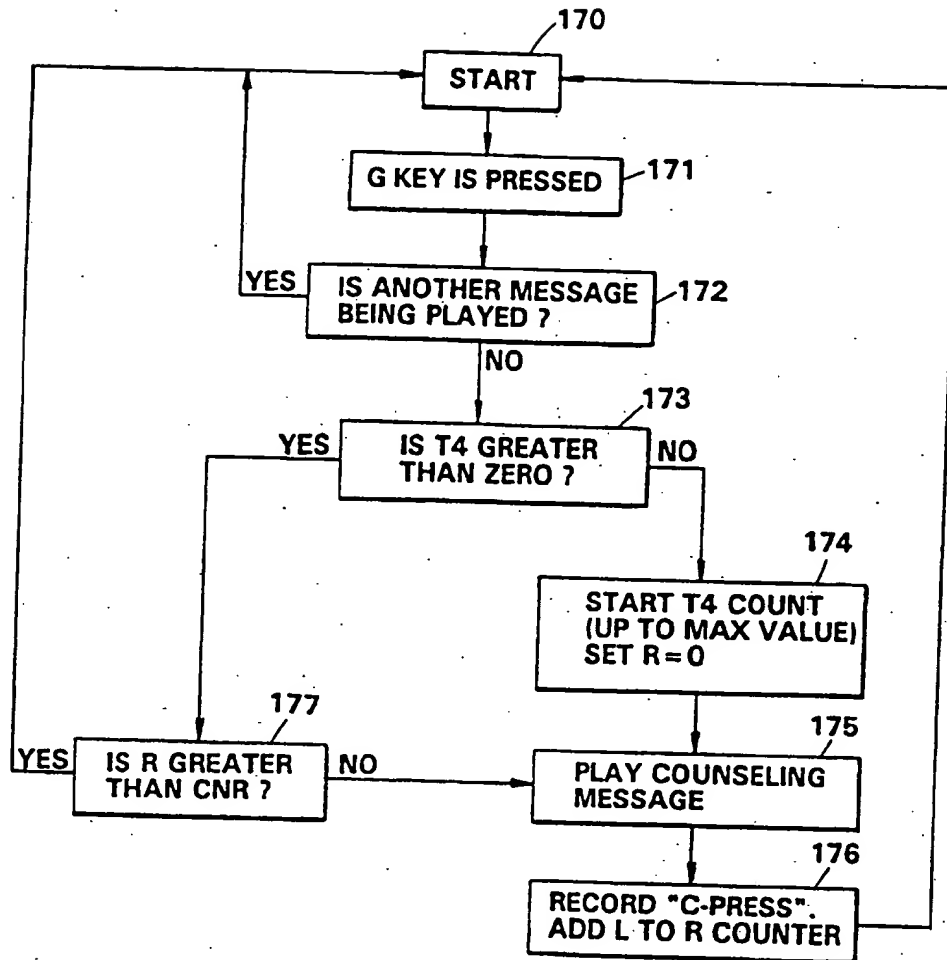 170
START
G KEY IS PRESSED
171
YES
IS ANOTHER MESSAGE
BEING PLAYED ?
172
NO
173
YES
IS T4 GREATER
THAN ZERO ?
NO
174
START T4 COUNT
(UP TO MAX VALUE)
SET R=0
177
175
YES
IS R GREATER
THAN CNR ?
NO
PLAY COUNSELING
MESSAGE
176
RECORD "C-PRESS".
ADD L TO R COUNTER